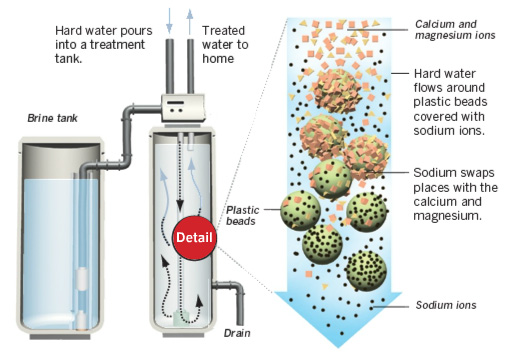 Hard water pours
into a treatment
tank.
Treated
water to
home
Brine tank
Detail
Plastic
beads
Drain
Calcium and
magnesium ions
Hard water
flows around
plastic beads
covered with
sodium ions.
Sodium swaps
places with the
calcium and
magnesium.
Sodium ions